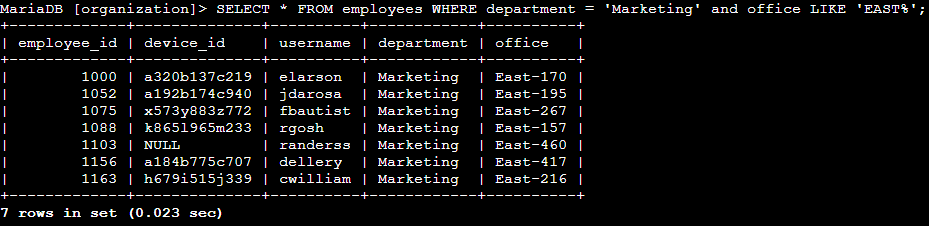 MariaDB [organization]> SELECT * FROM employees WHERE department = 'Marketing' and office LIKE 'EAST%';
+-------------+--------------+----------+------------+----------+
| employee_id | device_id    | username | department | office   |
+-------------+--------------+----------+------------+----------+
|        1000 | a320b137c219 | elarson  | Marketing  | East-170 |
|        1052 | a192b174c940 | jdarosa  | Marketing  | East-195 |
|        1075 | x573y883z772 | fbautist | Marketing  | East-267 |
|        1088 | k865l965m233 | rgosh    | Marketing  | East-157 |
|        1103 | NULL         | randerss | Marketing  | East-460 |
|        1156 | a184b775c707 | dellery  | Marketing  | East-417 |
|        1163 | h679i515j339 | cwilliam | Marketing  | East-216 |
+-------------+--------------+----------+------------+----------+
7 rows in set (0.023 sec)